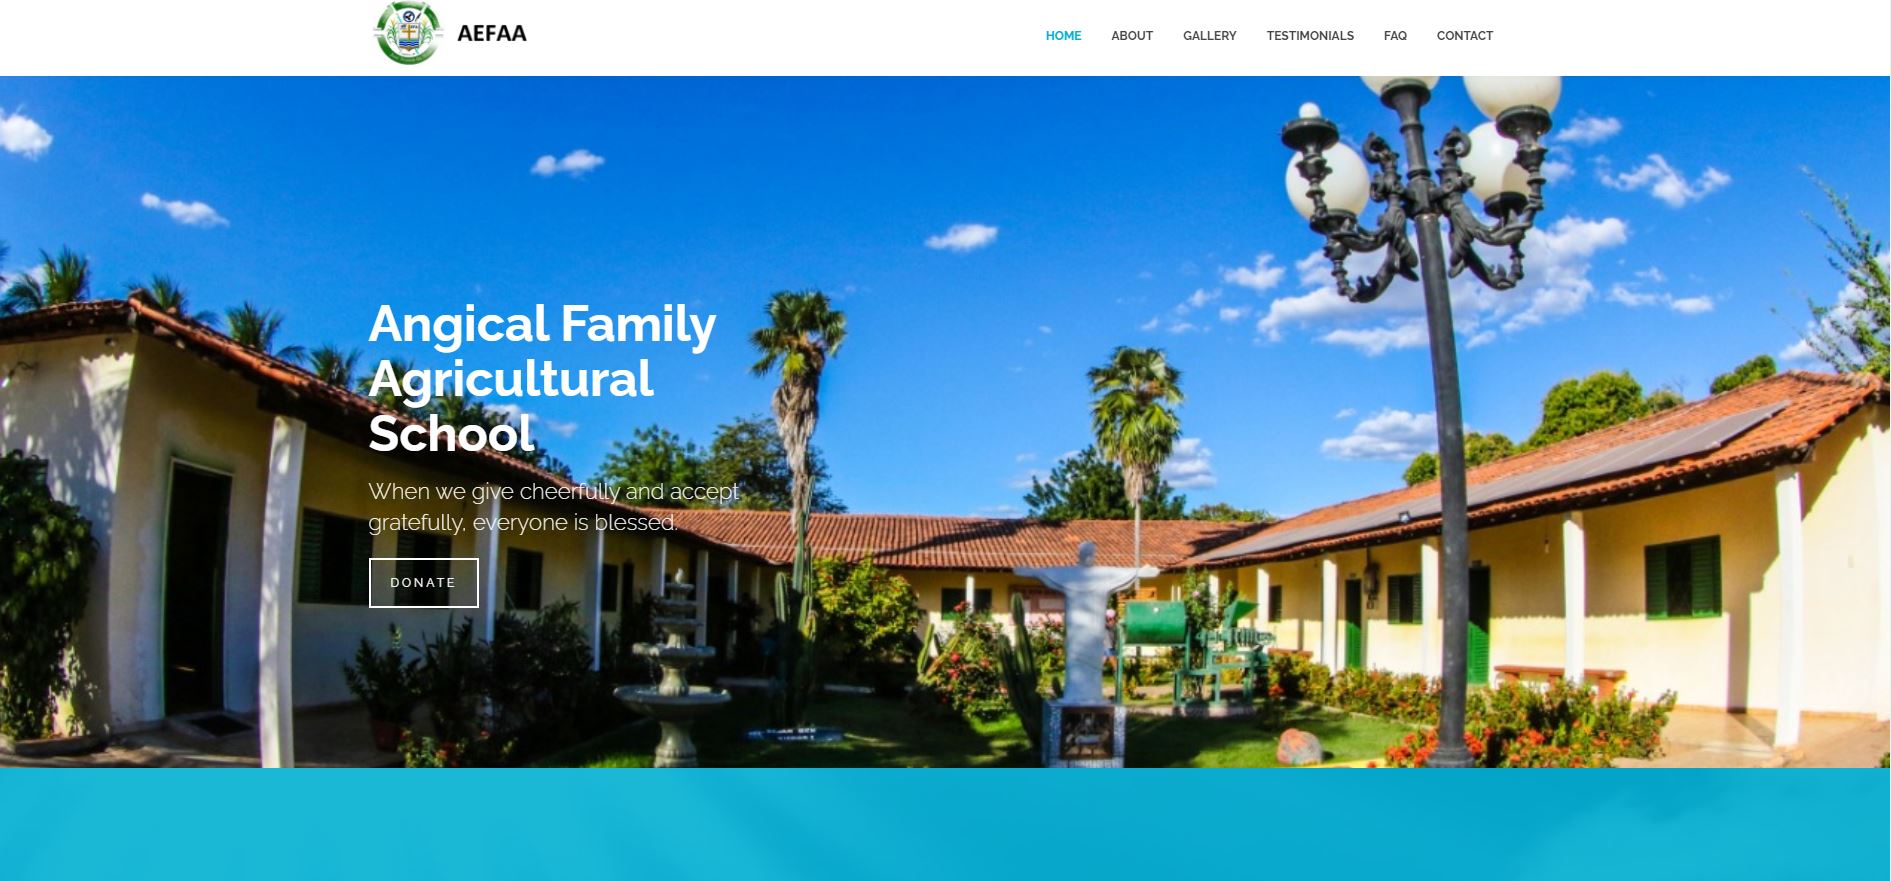 AEFAA
HOME ABOUT GALLERY TESTIMONIALS FAQ CONTACT
Angical Family
Agricultural
School
When we give cheerfully and accept
gratefully, everyone is blessed.
DONATE